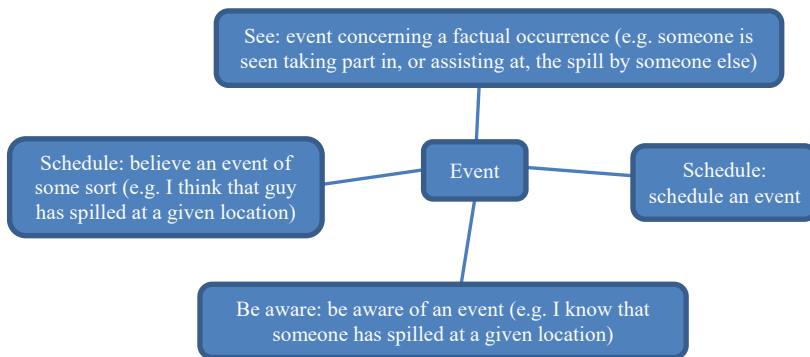 See: event concerning a factual occurrence (e.g. someone is
seen taking part in, or assisting at, the spill by someone else)
Schedule: believe an event of
some sort (e.g. I think that guy
has spilled at a given location)
Event
Schedule:
schedule an event
Be aware: be aware of an event (e.g. I know that
someone has spilled at a given location)